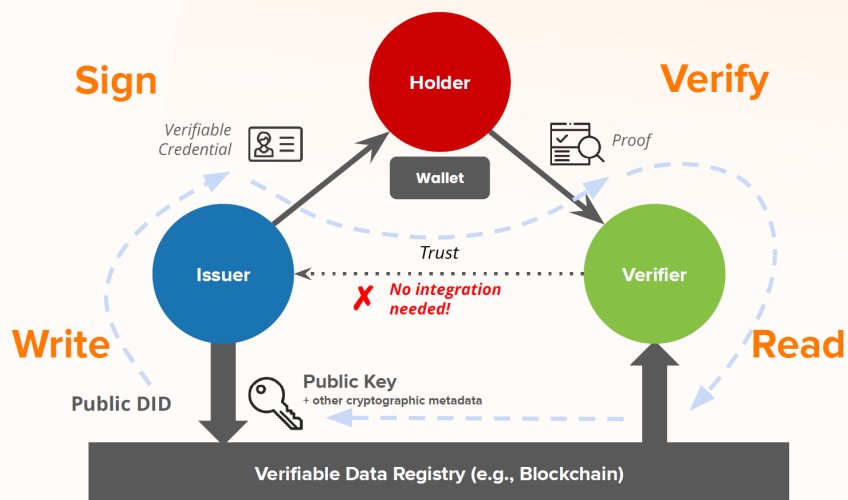 Sign
Holder
Verify
Verifiable
Credential
Proof
Wallet
Trust
Issuer
Verifier
✗ No integration
needed!
Write
Read
Public DID
Public Key
+ other cryptographic metadata
Verifiable Data Registry (e.g., Blockchain)